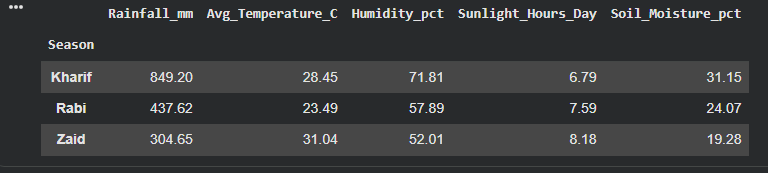 Rainfall_mm Avg_Temperature_C Humidity_pct Sunlight_Hours_Day Soil_Moisture_pct
Season
Kharif 849.20 28.45 71.81 6.79 31.15
Rabi 437.62 23.49 57.89 7.59 24.07
Zaid 304.65 31.04 52.01 8.18 19.28